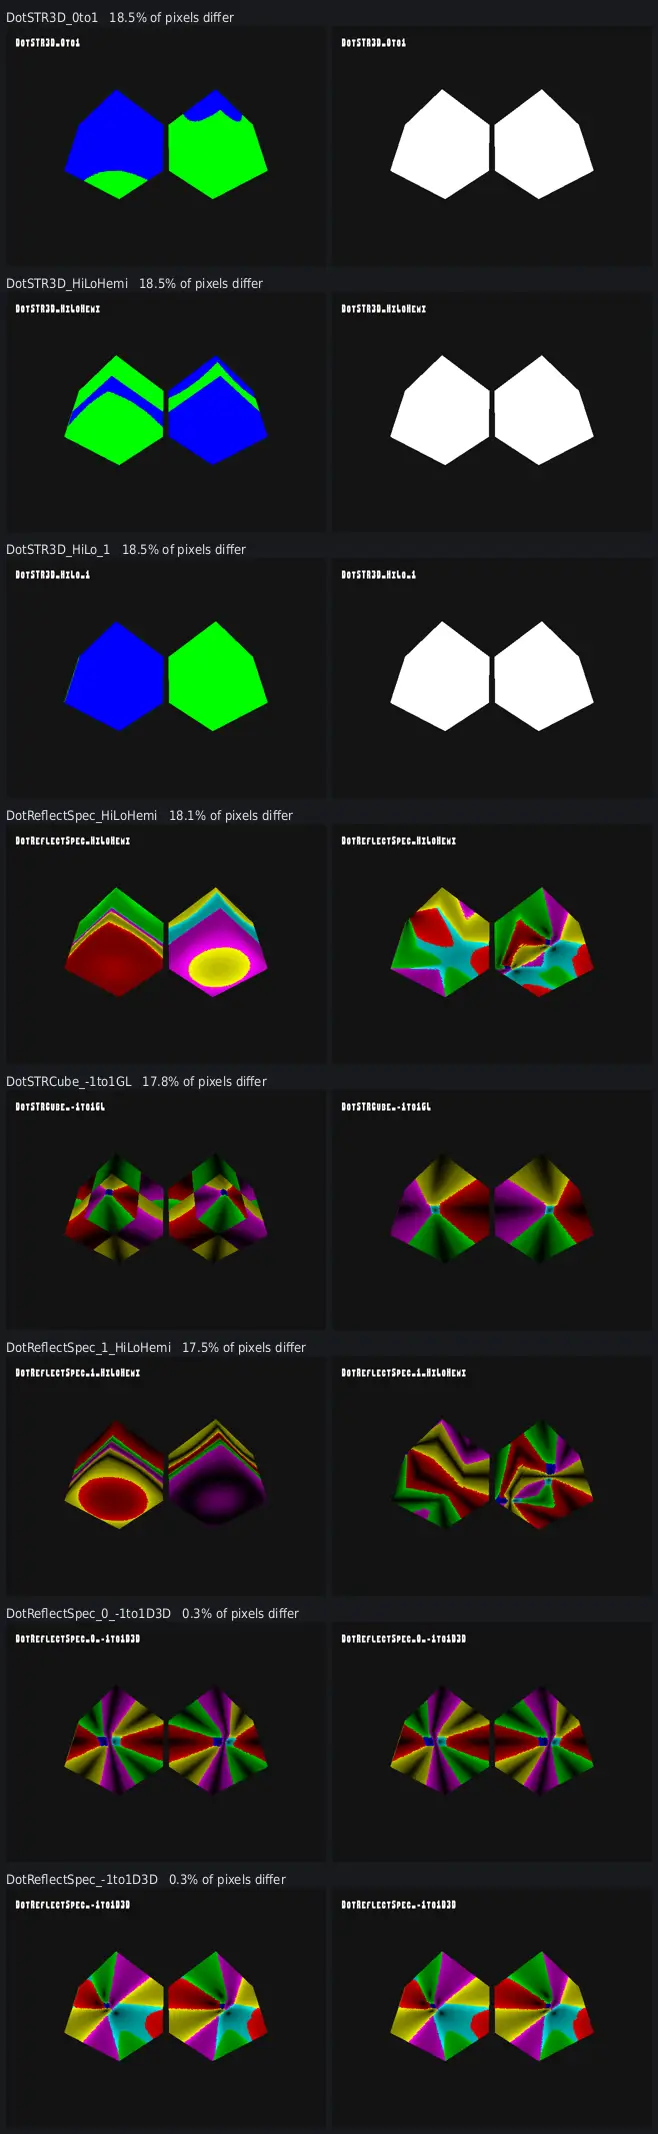 DotSTR3D_0to1 18.5% of pixels differ
DotSTR3D_0to1 DotSTR3D_0to1
DotSTR3D_HiLoHemi 18.5% of pixels differ
DotSTR3D_HiLoHemi DotSTR3D_HiLoHemi
DotSTR3D_HiLo_1 18.5% of pixels differ
DotSTR3D_HiLo_1 DotSTR3D_HiLo_1
DotReflectSpec_HiLoHemi 18.1% of pixels differ
DotReflectSpec_HiLoHemi DotReflectSpec_HiLoHemi
DotSTRCube_-1to1GL 17.8% of pixels differ
DotSTRCube_-1to1GL DotSTRCube_-1to1GL
DotReflectSpec_1_HiLoHemi 17.5% of pixels differ
DotReflectSpec_1_HiLoHemi DotReflectSpec_1_HiLoHemi
DotReflectSpec_0_-1to1D3D 0.3% of pixels differ
DotReflectSpec_0_-1to1D3D DotReflectSpec_0_-1to1D3D
DotReflectSpec_-1to1D3D 0.3% of pixels differ
DotReflectSpec_-1to1D3D DotReflectSpec_-1to1D3D